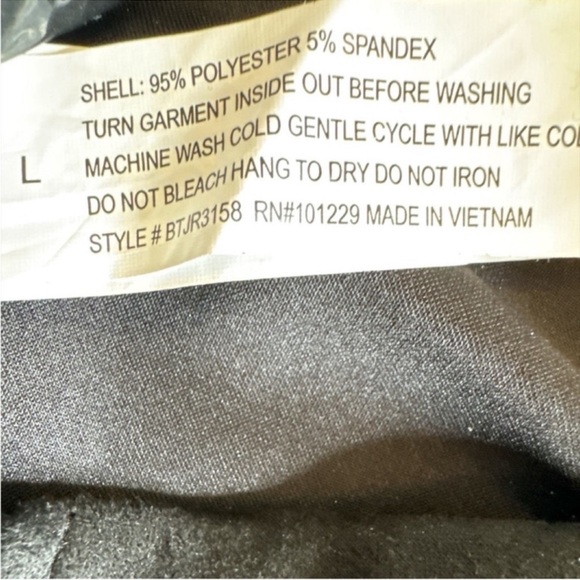 SHELL: 95% POLYESTER 5% SPANDEX
TURN GARMENT INSIDE OUT BEFORE WASHING
L
MACHINE WASH COLD GENTLE CYCLE WITH LIKE
DO NOT BLEACH HANG TO DRY DO NOT IRON
STYLE # BTJR3158 RN#101229 MADE IN VIETNAM